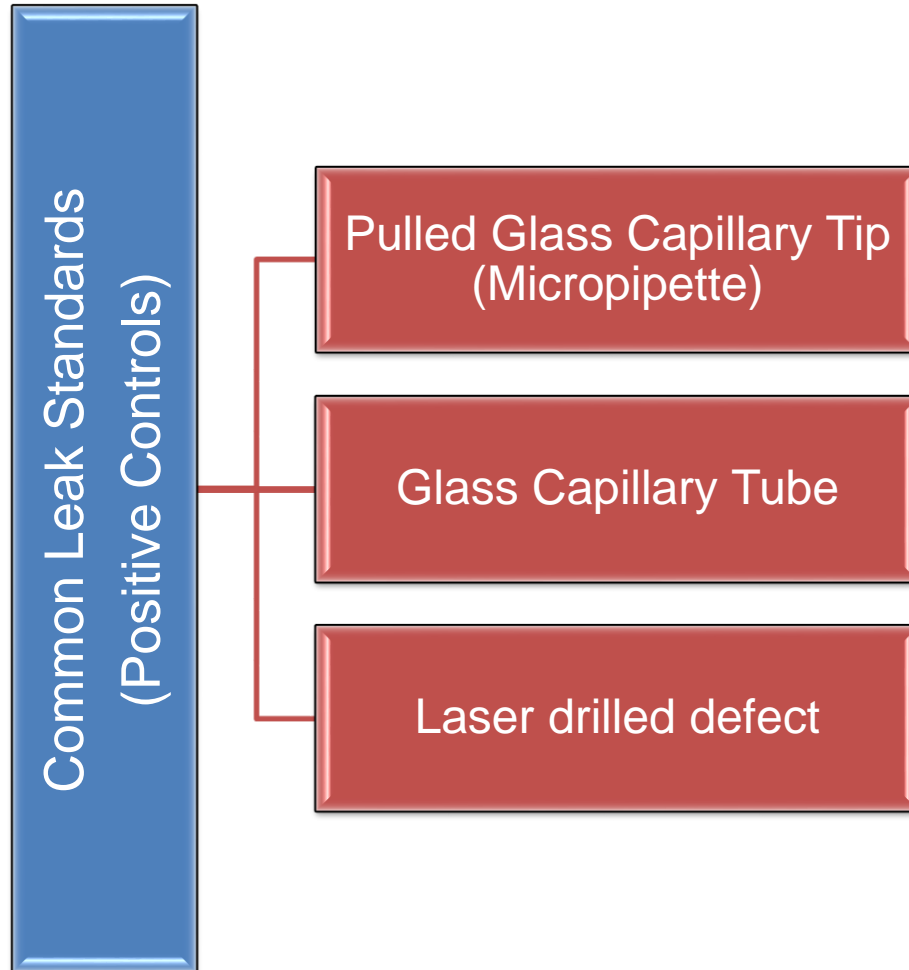 Common Leak Standards
(Positive Controls)
Pulled Glass Capillary Tip
(Micropipette)
Glass Capillary Tube
Laser drilled defect